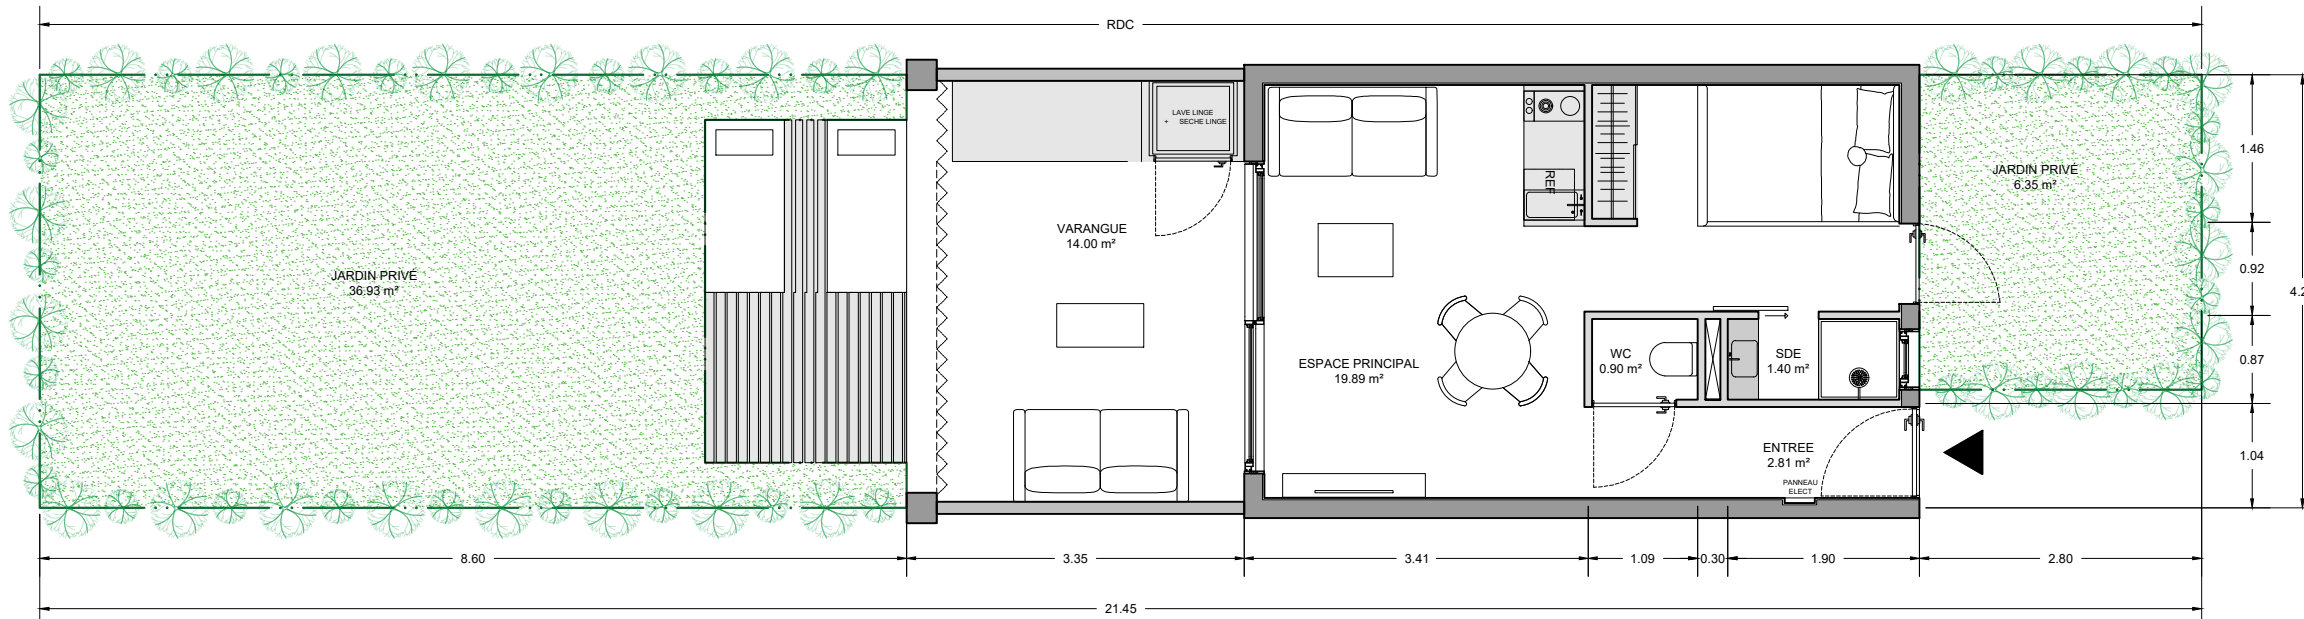 RDC
LAVE LINGE
+ SECHE LINGE
REF
JARDIN PRIVÉ
6.35 m²
VARANGUE
14.00 m²
JARDIN PRIVÉ
36.93 m²
ESPACE PRINCIPAL
19.89 m²
WC
0.90 m²
SDE
1.40 m²
ENTREE
2.81 m²
PANNEAU
ELECT
1.46
0.92
0.87
1.04
4.2
8.60
3.35
3.41
1.09
0.30
1.90
2.80
21.45